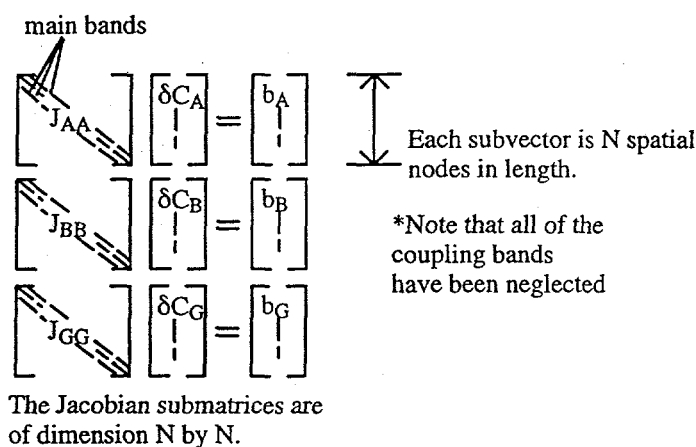 main bands
J_AA δC_A = b_A
Each subvector is N spatial
nodes in length.
J_BB δC_B = b_B
*Note that all of the
coupling bands
have been neglected
J_GG δC_G = b_G
The Jacobian submatrices are
of dimension N by N.